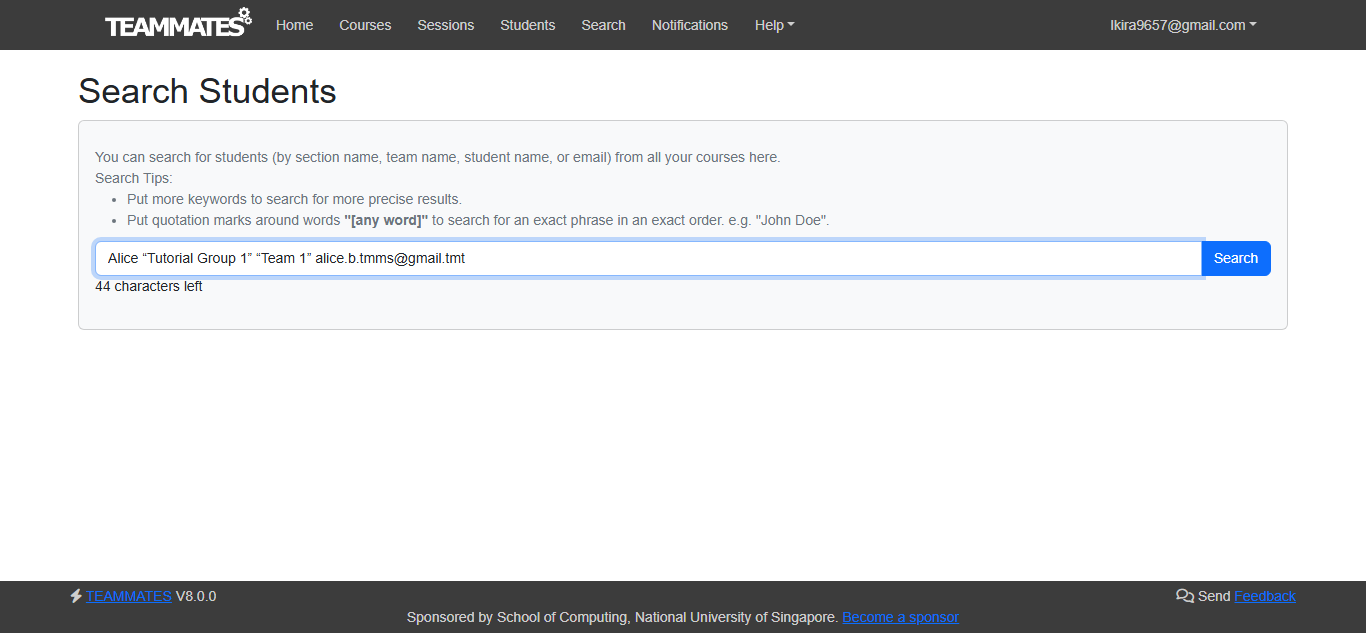 TEAMMATES Home Courses Sessions Students Search Notifications Help lkira9657@gmail.com
Search Students
You can search for students (by section name, team name, student name, or email) from all your courses here.
Search Tips:
• Put more keywords to search for more precise results.
• Put quotation marks around words "[any word]" to search for an exact phrase in an exact order. e.g. "John Doe".
Alice “Tutorial Group 1” “Team 1” alice.b.tmms@gmail.tmt Search
44 characters left
TEAMMATES V8.0.0 Send Feedback
Sponsored by School of Computing, National University of Singapore. Become a sponsor